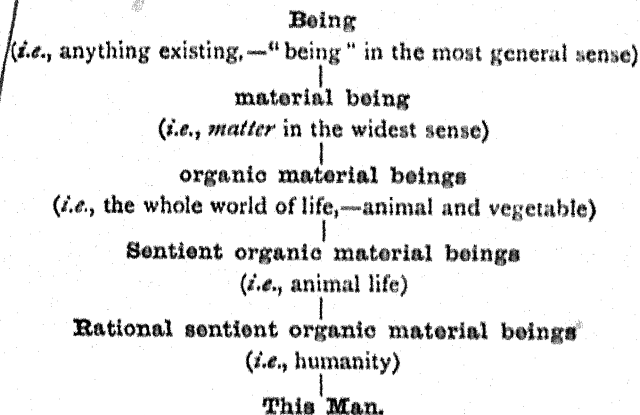 Being
(i.e., anything existing,—“being” in the most general sense)
material being
(i.e., matter in the widest sense)
organic material beings
(i.e., the whole world of life,—animal and vegetable)
Sentient organic material beings
(i.e., animal life)
Rational sentient organic material beings
(i.e., humanity)
This Man.